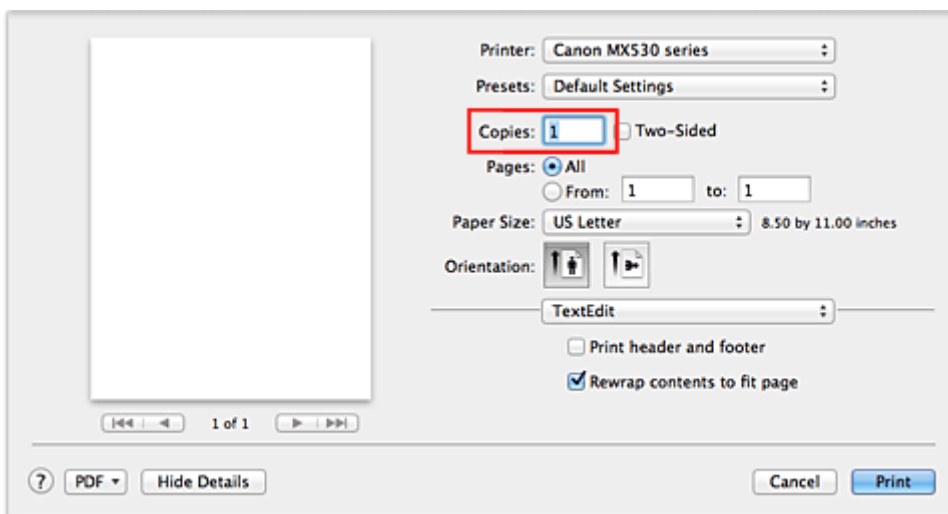 Printer: Canon MX530 series
Presets: Default Settings
Copies: 1 Two-Sided
Pages: All
From: 1 to: 1
Paper Size: US Letter 8.50 by 11.00 inches
Orientation:
TextEdit
Print header and footer
Rewrap contents to fit page
1 of 1
? PDF Hide Details Cancel Print